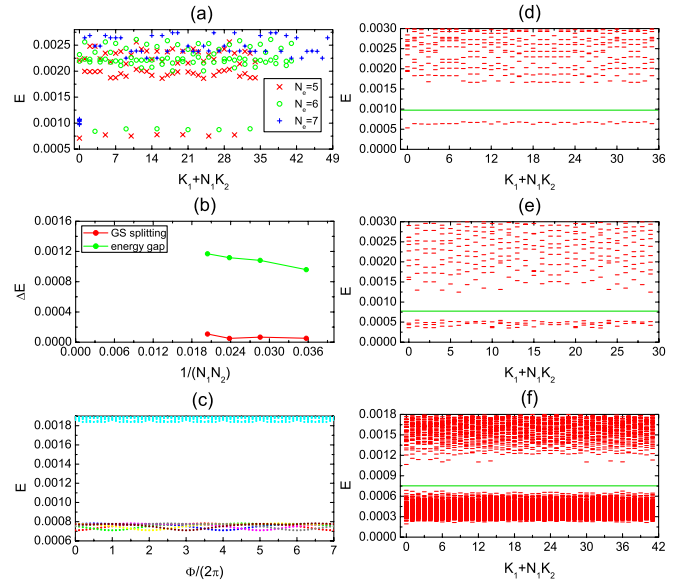 (a)
E
0.0025
0.0020
0.0015
0.0010
0.0005
0 7 14 21 28 35 42 49
K₁+N₁K₂
Nₑ=5
Nₑ=6
Nₑ=7
(d)
E
0.0030
0.0025
0.0020
0.0015
0.0010
0.0005
0.0000
0 6 12 18 24 30 36
K₁+N₁K₂
(b)
ΔE
0.0016
0.0012
0.0008
0.0004
0.0000
0.000 0.006 0.012 0.018 0.024 0.030 0.036
1/(N₁N₂)
GS splitting
energy gap
(e)
E
0.0030
0.0025
0.0020
0.0015
0.0010
0.0005
0.0000
0 5 10 15 20 25 30
K₁+N₁K₂
(c)
E
0.0018
0.0016
0.0014
0.0012
0.0010
0.0008
0.0006
0 1 2 3 4 5 6 7
Φ/(2π)
(f)
E
0.0018
0.0015
0.0012
0.0009
0.0006
0.0003
0.0000
0 6 12 18 24 30 36 42
K₁+N₁K₂